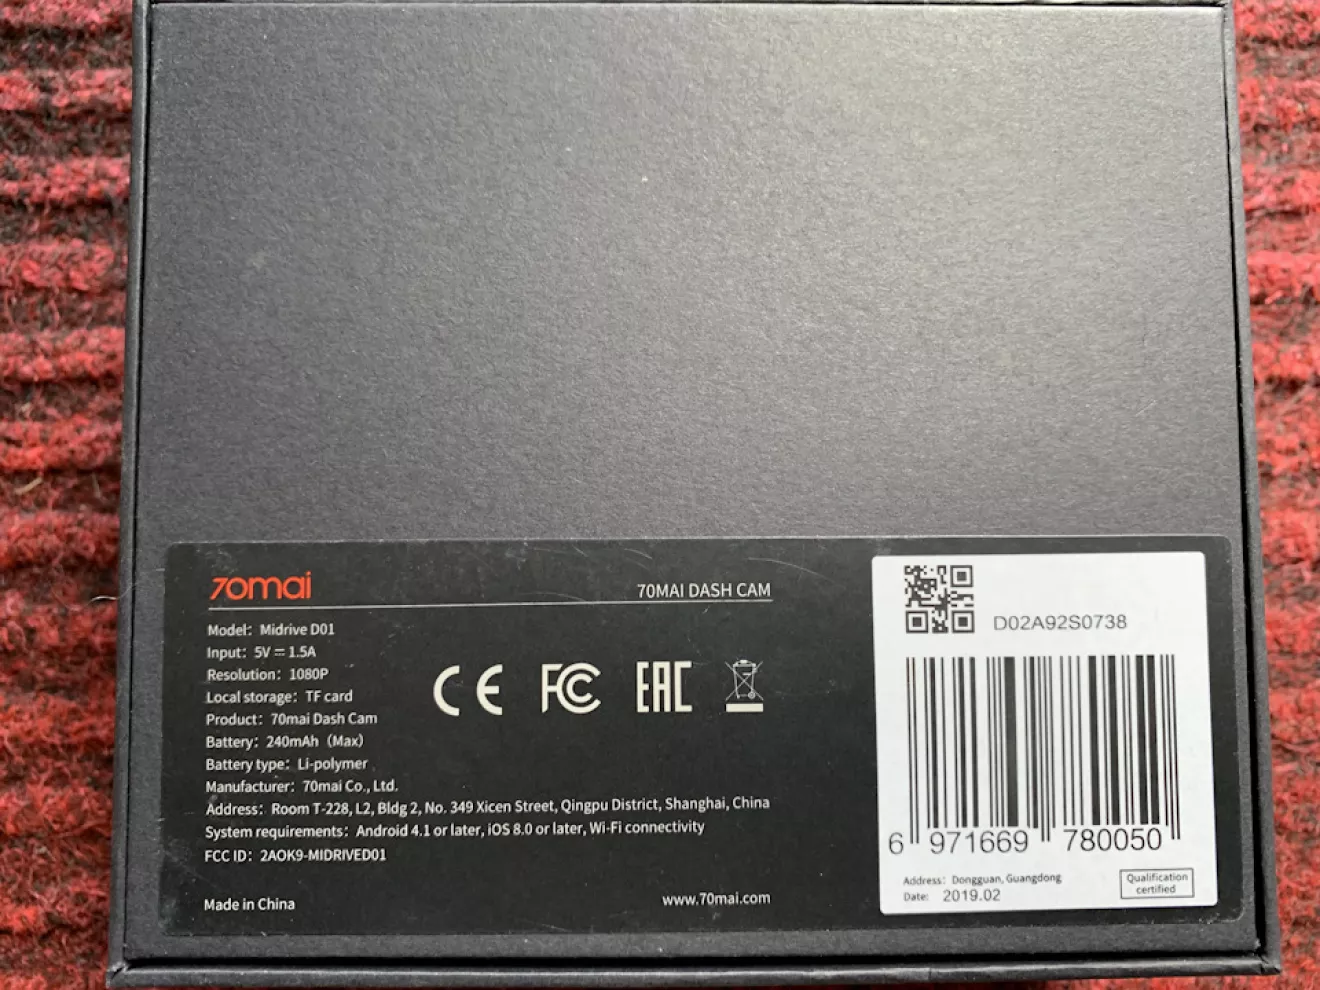 70mai
70MAI DASH CAM
Model: Midrive D01
Input: 5V ⎓ 1.5A
Resolution: 1080P
Local storage: TF card
Product: 70mai Dash Cam
Battery: 240mAh (Max)
Battery type: Li-polymer
Manufacturer: 70mai Co., Ltd.
Address: Room T-228, L2, Bldg 2, No. 349 Xicen Street, Qingpu District, Shanghai, China
System requirements: Android 4.1 or later, iOS 8.0 or later, Wi-Fi connectivity
FCC ID: 2AOK9-MIDRIVED01
Made in China
www.70mai.com
CE FC EAC
D02A92S0738
6 971669 780050
Address: Dongguan, Guangdong
Date: 2019.02
Qualification
certified